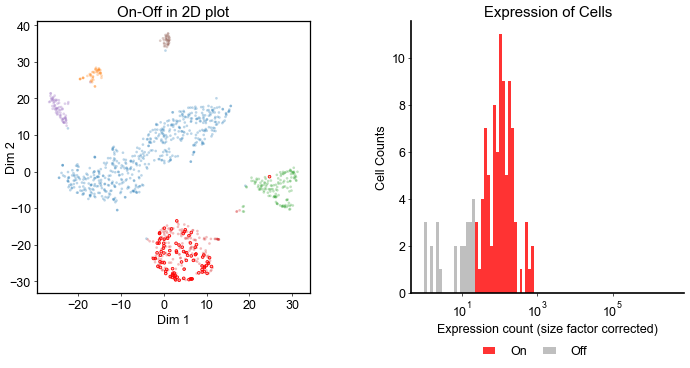 On-Off in 2D plot
40
30
20
10
0
−10
−20
−30
Dim 2
−20 −10 0 10 20 30
Dim 1
Expression of Cells
10
8
6
4
2
0
Cell Counts
10^1 10^3 10^5
Expression count (size factor corrected)
On Off